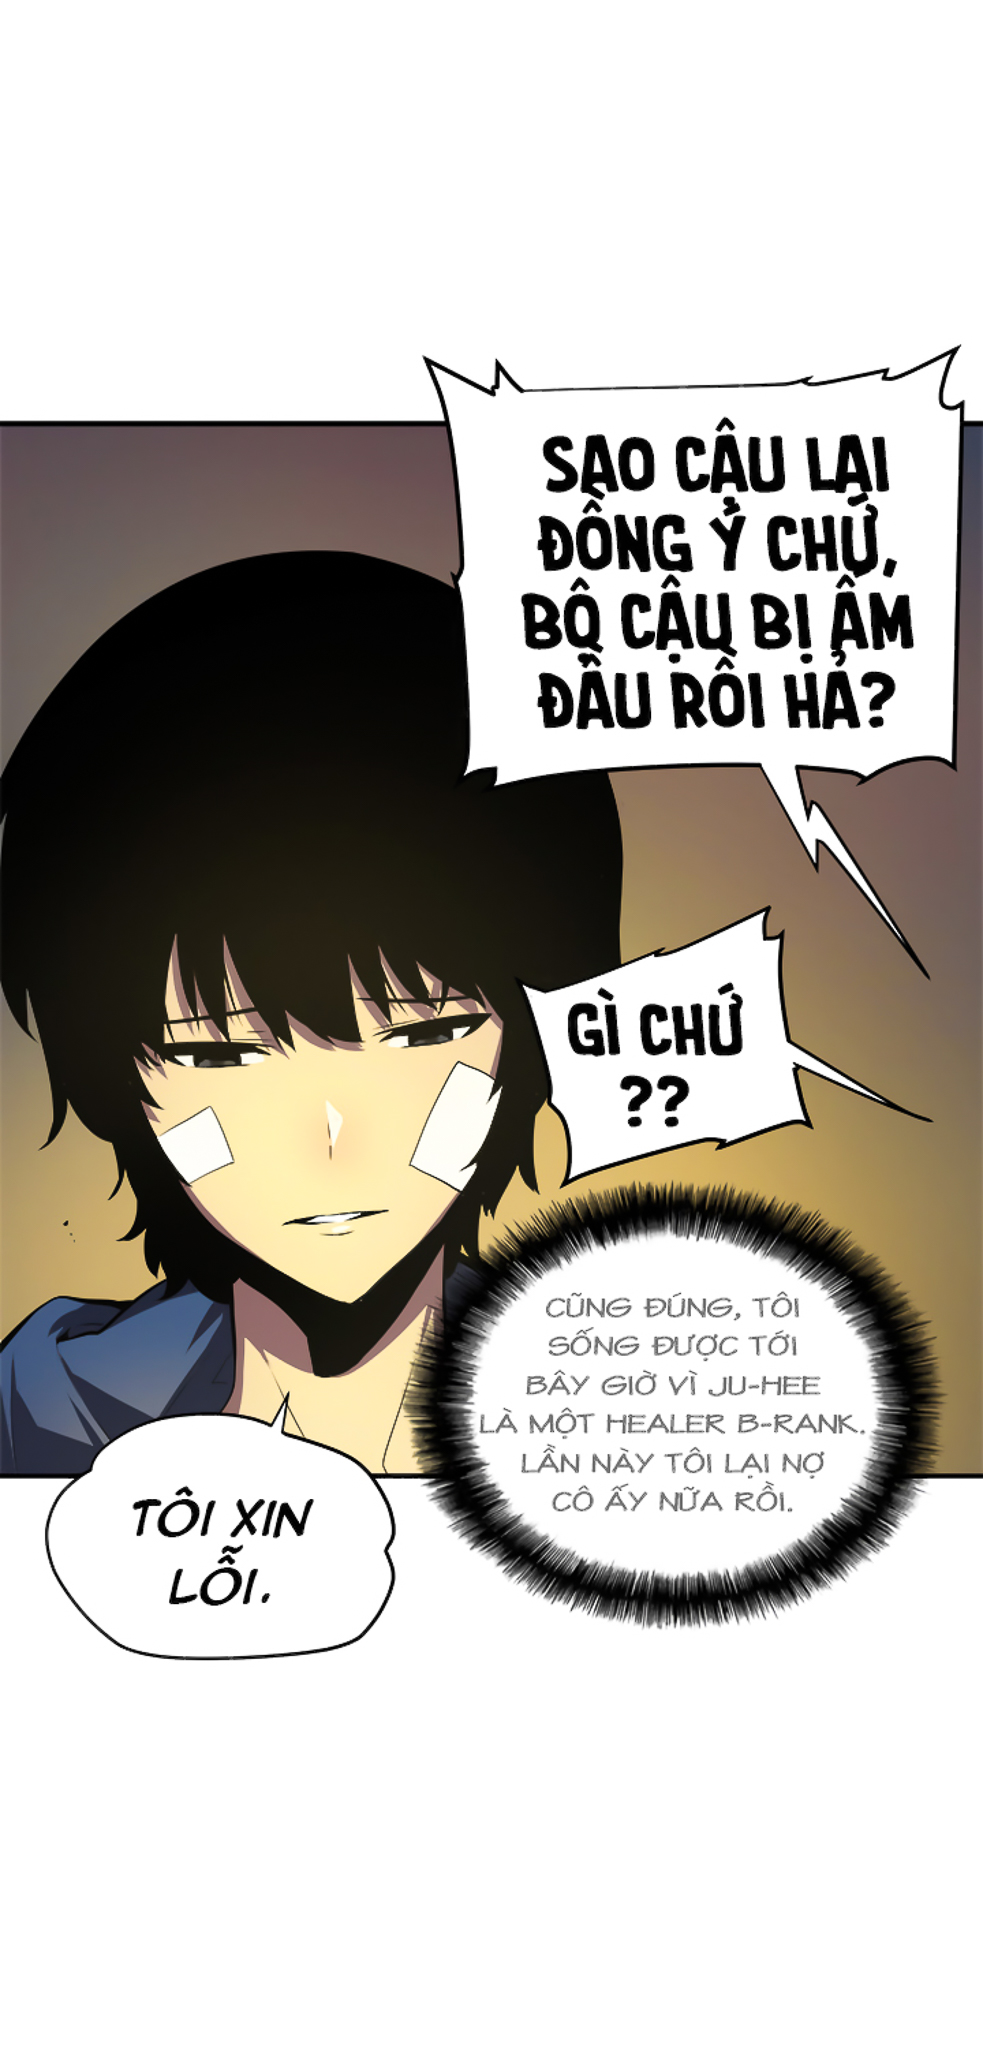 SAO CẬU LẠI
ĐỒNG Ý CHỨ,
BỘ CẬU BỊ ẤM
ĐẦU RỒI HẢ?
GÌ CHỨ
??
CŨNG ĐÚNG, TÔI
SỐNG ĐƯỢC TỚI
BÂY GIỜ VÌ JU-HEE
LÀ MỘT HEALER B-RANK.
LẦN NÀY TÔI LẠI NỢ
CÔ ẤY NỮA RỒI.
TÔI XIN
LỖI.